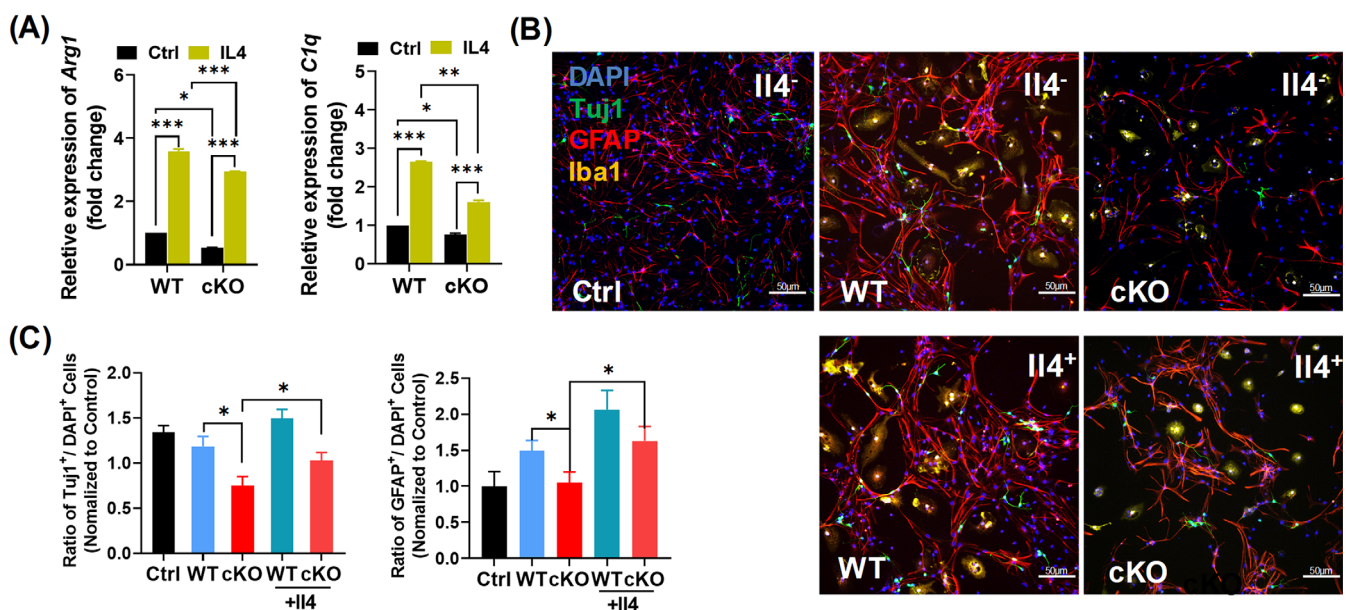 (A)
Ctrl IL4
Reletive expression of Arg1
(fold change)
6
4
2
0
***
*
***
***
WT cKO
Ctrl IL4
Reletive expression of C1q
(fold change)
5
4
3
2
1
0
**
*
***
***
WT cKO
(B)
DAPI
Tuj1
GFAP
Iba1
Il4-
Ctrl
50μm
Il4-
WT
50μm
Il4-
cKO
50μm
Il4+
WT
50μm
Il4+
cKO
cKO
50μm
(C)
Ratio of Tuj1+/ DAPI+ Cells
(Nomalized to Control)
2.0
1.5
1.0
0.5
0.0
*
*
Ctrl WT cKO WT cKO
+Il4
Ratio of GFAP+/ DAPI+ Cells
(Nomalized to Control)
2.5
2.0
1.5
1.0
0.5
0.0
*
*
Ctrl WT cKO WT cKO
+Il4